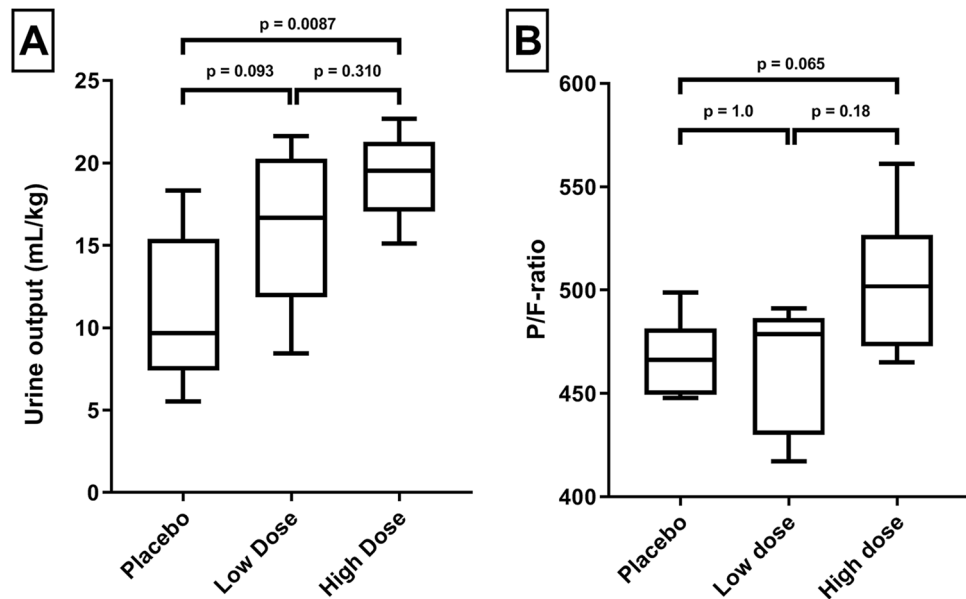 A
p = 0.0087
p = 0.093
p = 0.310
Urine output (mL/kg)
25
20
15
10
5
0
Placebo
Low Dose
High Dose
B
p = 0.065
p = 1.0
p = 0.18
P/F-ratio
600
550
500
450
400
Placebo
Low dose
High dose